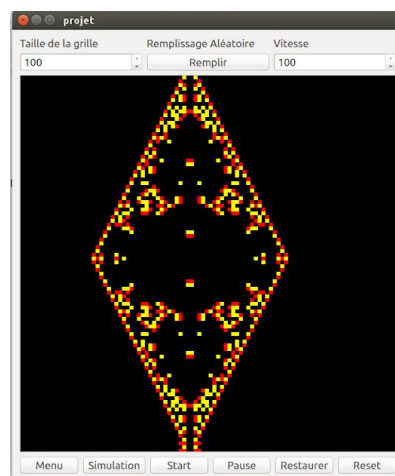 projet
Taille de la grille Remplissage Aléatoire Vitesse
100 Remplir 100
Menu Simulation Start Pause Restaurer Reset